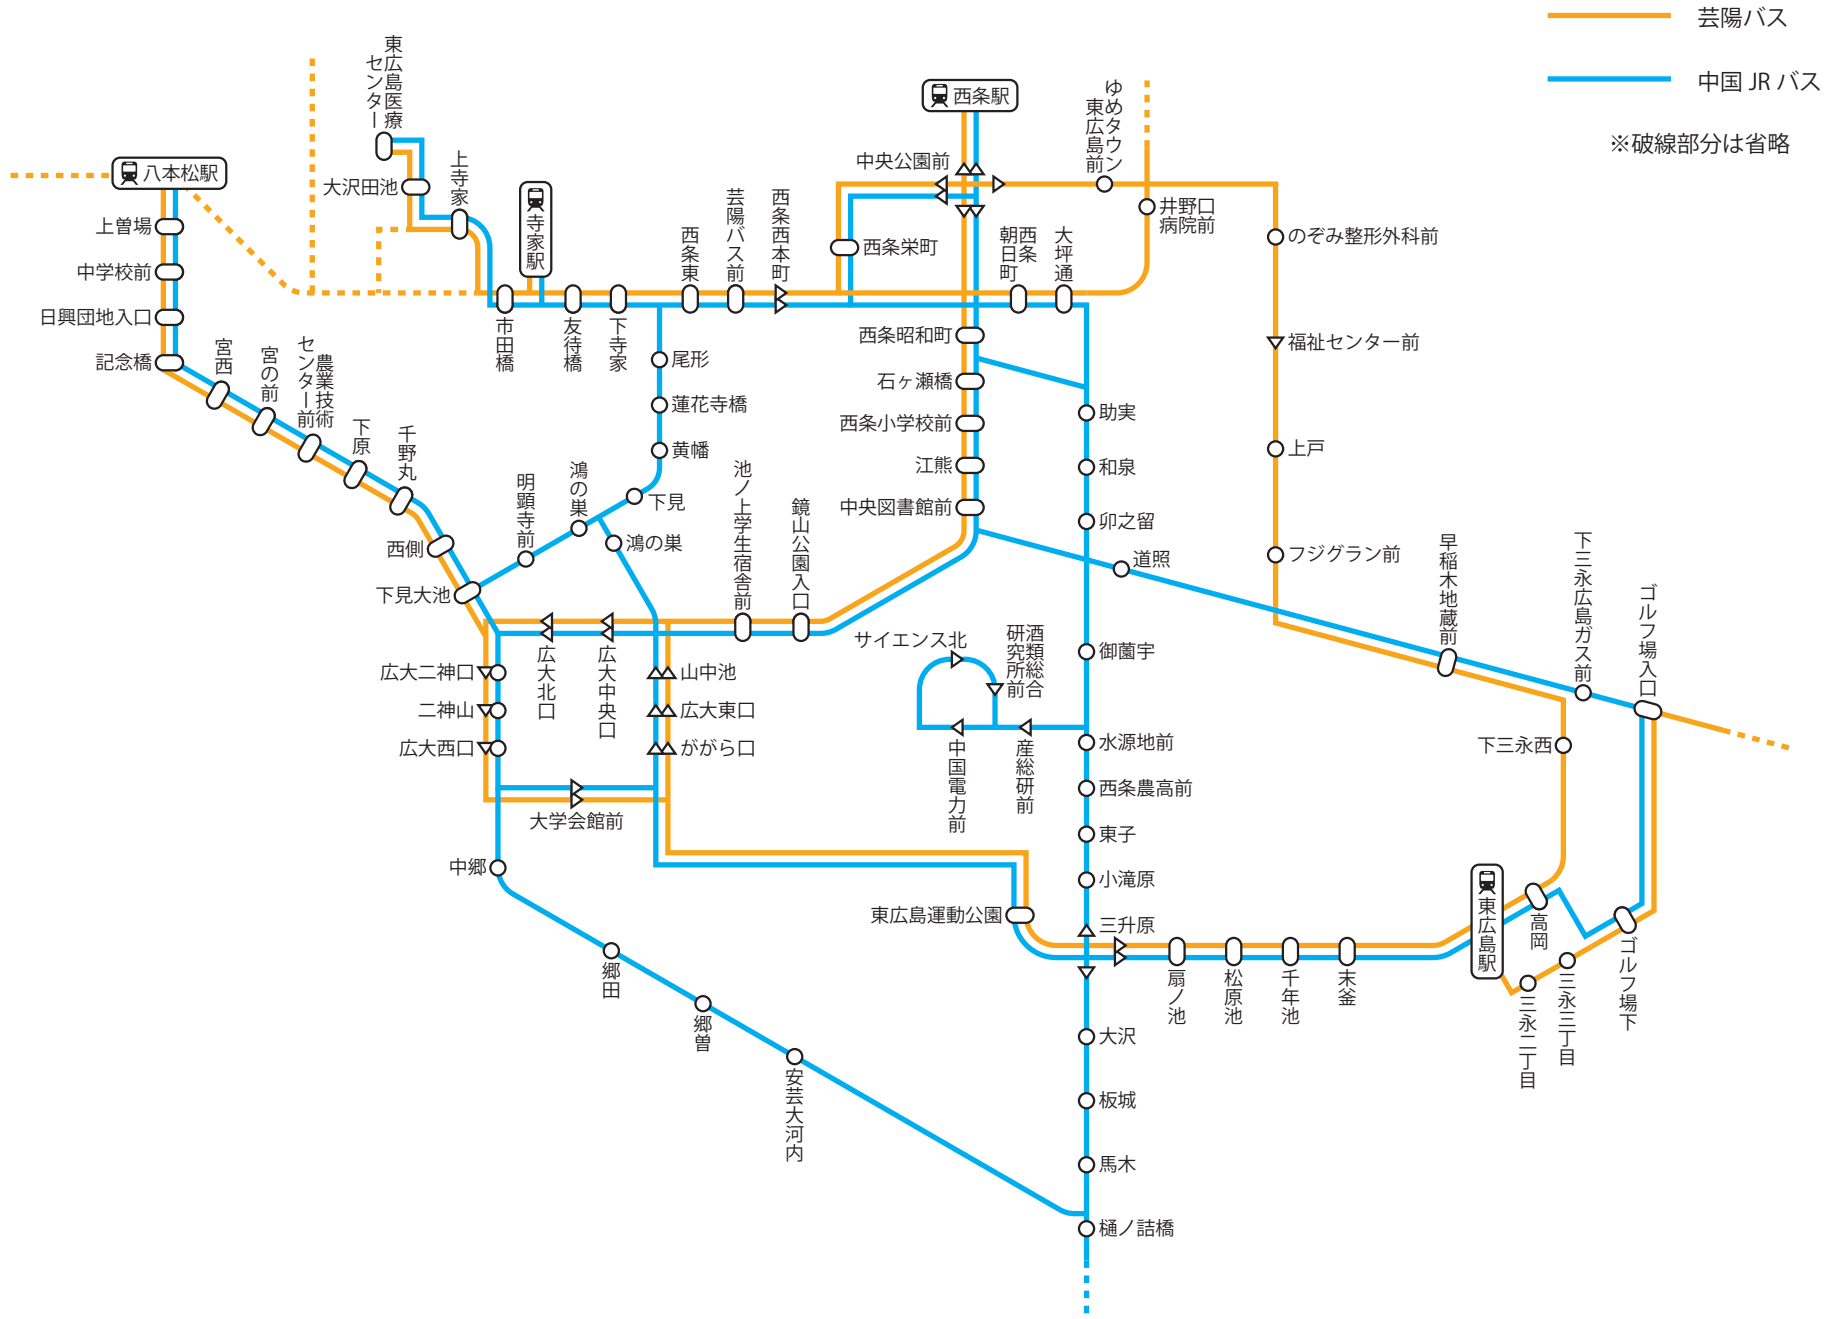 芸陽バス
中国 JR バス
※破線部分は省略
東広島医療
センター
大沢田池
上寺家
八本松駅
上曽場
中学校前
日興団地入口
記念橋
宮西
宮の前
農業技術
センター前
下原
千野丸
西側
下見大池
寺家駅
市田橋
友待橋
下寺家
西条東
芸陽バス前
西条西本町
尾形
蓮花寺橋
黄幡
下見
鴻の巣
鴻の巣
明顕寺前
西条駅
中央公園前
西条栄町
西条
朝日町
大坪通
ゆめタウン
東広島前
井野口
病院前
のぞみ整形外科前
福祉センター前
上戸
フジグラン前
西条昭和町
石ヶ瀬橋
西条小学校前
江熊
中央図書館前
助実
和泉
卯之留
道照
池ノ上学生宿舎前
鏡山公園入口
広大北口
広大中央口
広大二神口
二神山
広大西口
山中池
広大東口
ががら口
大学会館前
中郷
郷田
郷曽
安芸大河内
サイエンス北
酒類総合
研究所前
中国電力前
産総研前
御薗宇
水源地前
西条農高前
東子
小滝原
三升原
大沢
板城
馬木
樋ノ詰橋
東広島運動公園
扇ノ池
松原池
千年池
末釜
東広島駅
高岡
三永二丁目
三永三丁目
ゴルフ場下
下三永西
早稲木地蔵前
下三永広島ガス前
ゴルフ場入口